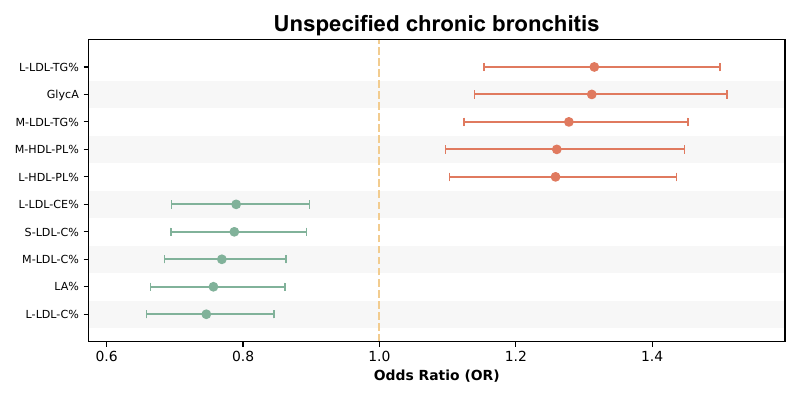 Unspecified chronic bronchitis
L-LDL-TG%
GlycA
M-LDL-TG%
M-HDL-PL%
L-HDL-PL%
L-LDL-CE%
S-LDL-C%
M-LDL-C%
LA%
L-LDL-C%
0.6 0.8 1.0 1.2 1.4
Odds Ratio (OR)